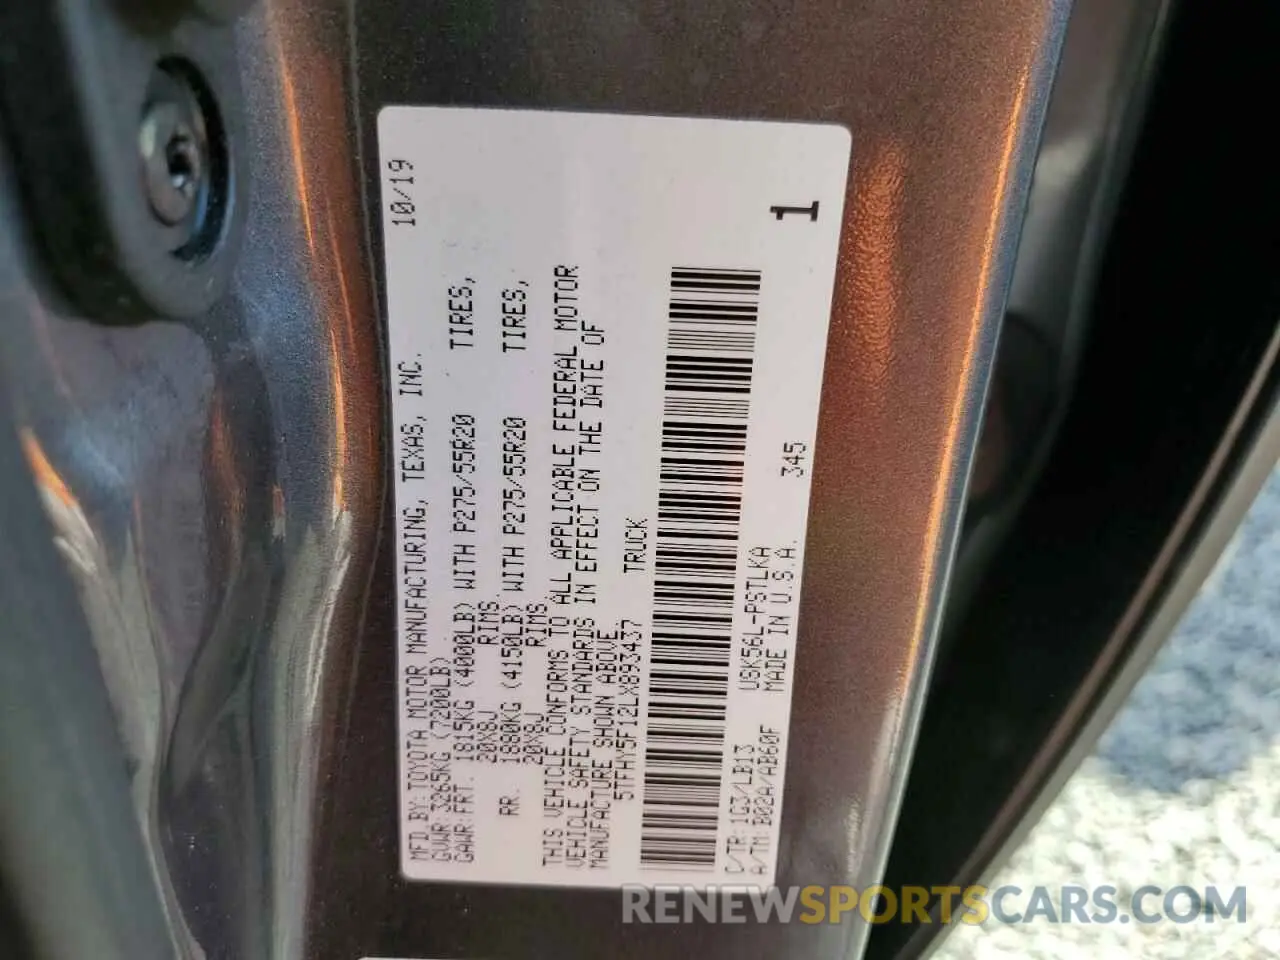 MFD BY: TOYOTA MOTOR MANUFACTURING, TEXAS, INC. 10/19
GVWR: 3265KG (7200LB)
GAWR: FRT. 1815KG (4000LB) WITH P275/55R20 TIRES,
20X8J RIMS.
RR. 1880KG (4150LB) WITH P275/55R20 TIRES,
20X8J RIMS.
THIS VEHICLE CONFORMS TO ALL APPLICABLE FEDERAL MOTOR
VEHICLE SAFETY STANDARDS IN EFFECT ON THE DATE OF
MANUFACTURE SHOWN ABOVE.
5TFHY5F12LX893437 TRUCK
C/TR: 1G3/LB13 USK56L-PSTLKA
A/TM: B02A/AB60F MADE IN U.S.A. 345
1
RENEWSPORTSCARS.COM